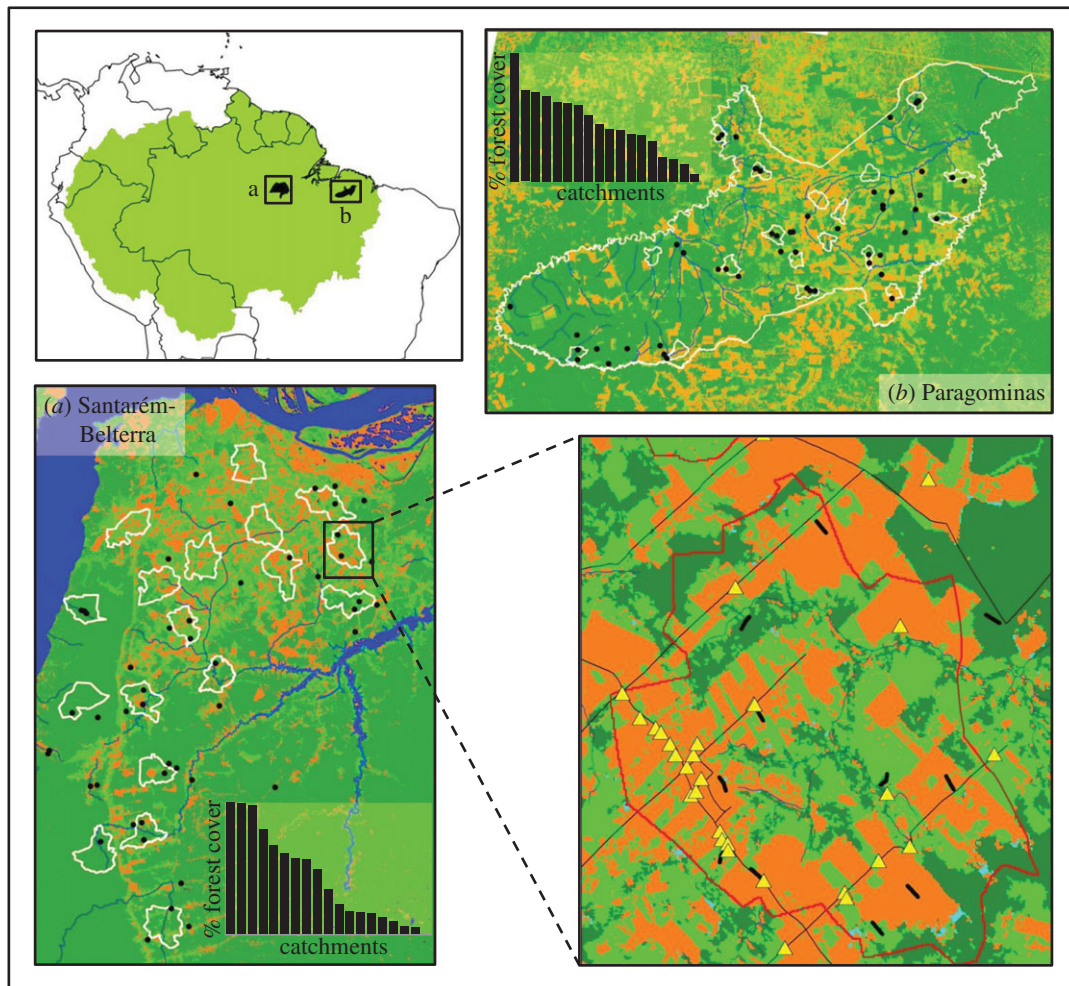 a
b
% forest cover
catchments
(b) Paragominas
(a) Santarém-
Belterra
% forest cover
catchments